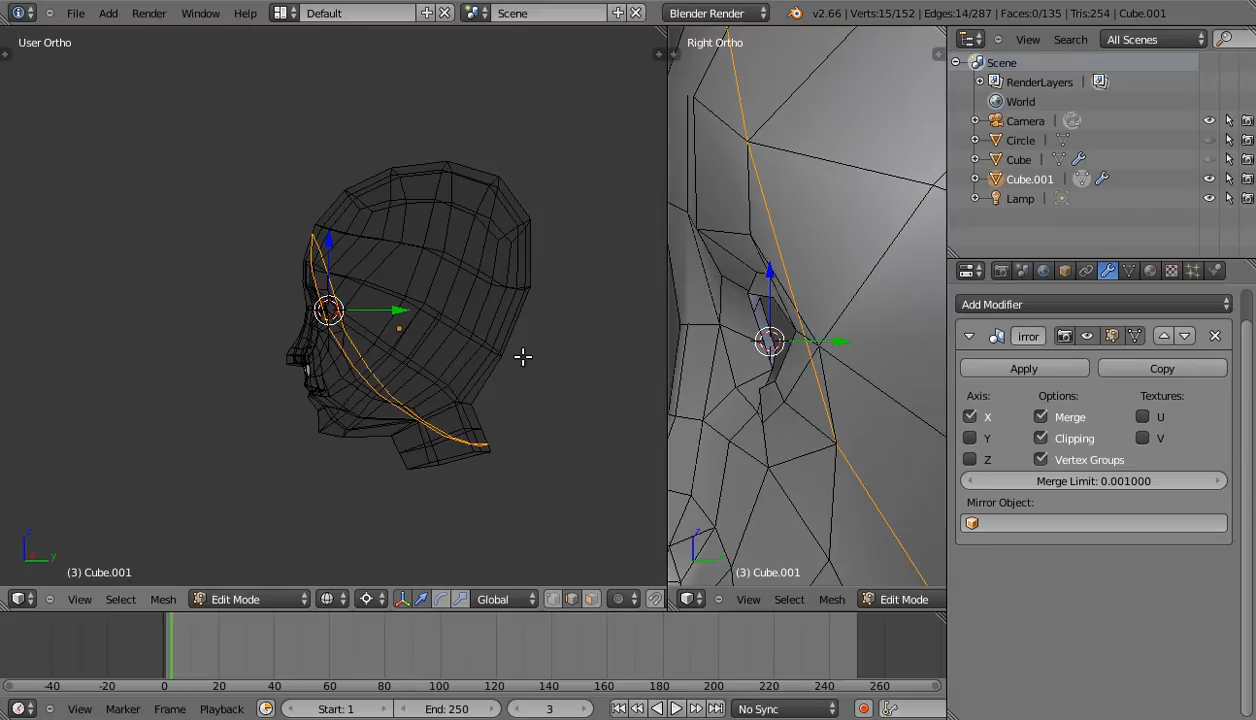 File Add Render Window Help Default Scene Blender Render v2.66 | Verts:15/152 | Edges:14/287 | Faces:0/135 | Tris:254 | Cube.001
User Ortho
Right Ortho
View Search All Scenes
Scene
RenderLayers
World
Camera
Circle
Cube
Cube.001
Lamp
Add Modifier
irror
Apply Copy
Axis: Options: Textures:
X Merge U
Y Clipping V
Z Vertex Groups
Merge Limit: 0.001000
Mirror Object:
(3) Cube.001
(3) Cube.001
View Select Mesh Edit Mode Global View Select Mesh Edit Mode
-40 -20 0 20 40 60 80 100 120 140 160 180 200 220 240 260
View Marker Frame Playback Start: 1 End: 250 3 No Sync